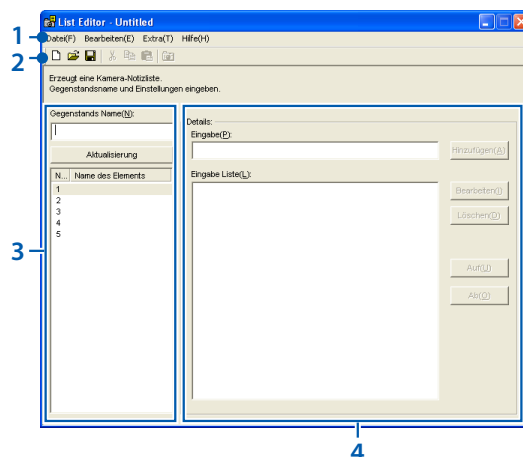 List Editor - Untitled
1
Datei(F) Bearbeiten(E) Extra(T) Hilfe(H)
2
Erzeugt eine Kamera-Notizliste.
Gegenstandsname und Einstellungen eingeben.
Gegenstands Name(N):
Aktualisierung
N... Name des Elements
1
2
3
4
5
3
Details:
Eingabe(P):
Hinzufügen(A)
Eingabe Liste(L):
Bearbeiten(I)
Löschen(D)
Auf(U)
Ab(O)
4